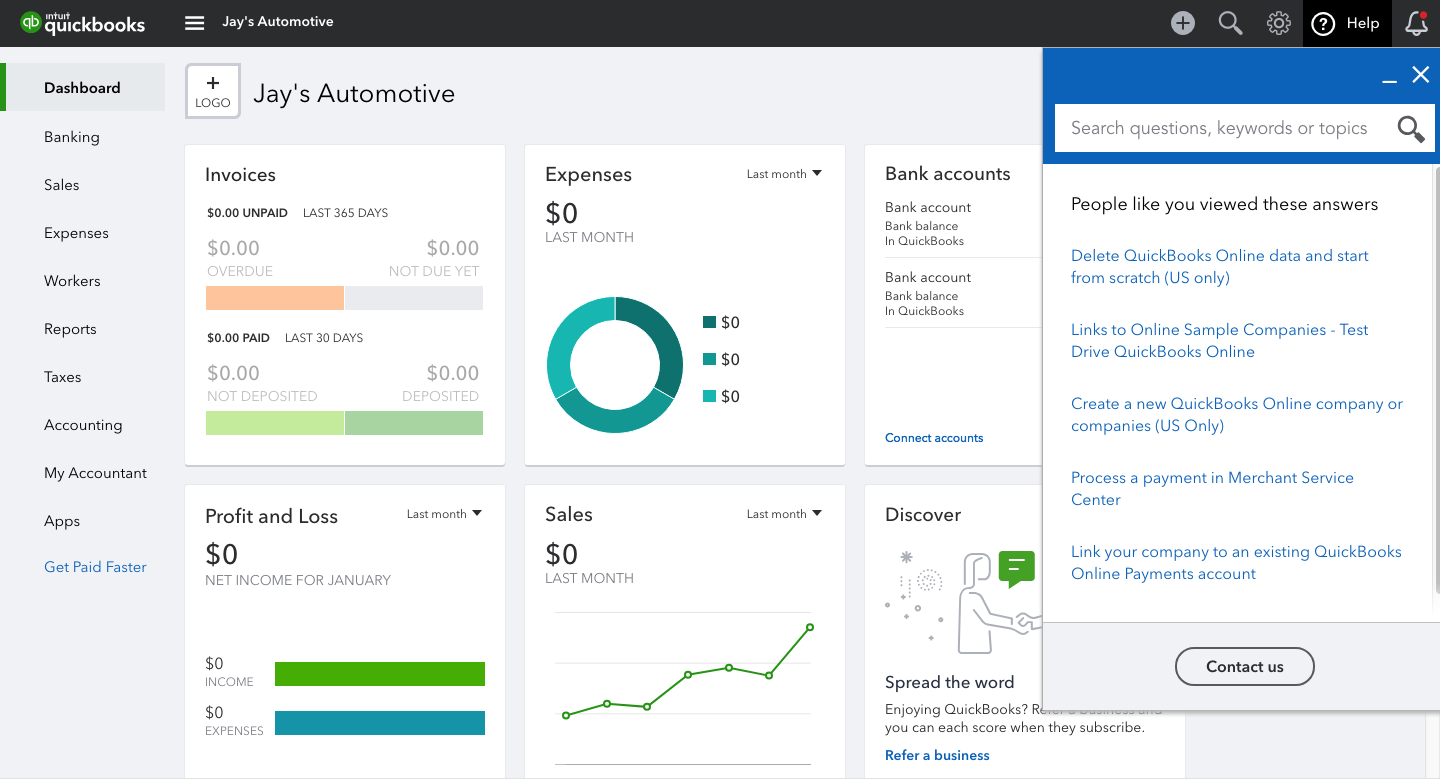 intuit
quickbooks
Jay's Automotive
Help
Dashboard
Banking
Sales
Expenses
Workers
Reports
Taxes
Accounting
My Accountant
Apps
Get Paid Faster
+
LOGO
Jay's Automotive
Invoices
$0.00 UNPAID LAST 365 DAYS
$0.00 $0.00
OVERDUE NOT DUE YET
$0.00 PAID LAST 30 DAYS
$0.00 $0.00
NOT DEPOSITED DEPOSITED
Expenses Last month
$0
LAST MONTH
$0
$0
$0
Bank accounts
Bank account
Bank balance
In QuickBooks
Bank account
Bank balance
In QuickBooks
Connect accounts
Profit and Loss Last month
$0
NET INCOME FOR JANUARY
$0
INCOME
$0
EXPENSES
Sales Last month
$0
LAST MONTH
Discover
Spread the word
Enjoying QuickBooks? Refer a business and
you can each score when they subscribe.
Refer a business
Search questions, keywords or topics
People like you viewed these answers
Delete QuickBooks Online data and start
from scratch (US only)
Links to Online Sample Companies - Test
Drive QuickBooks Online
Create a new QuickBooks Online company or
companies (US Only)
Process a payment in Merchant Service
Center
Link your company to an existing QuickBooks
Online Payments account
Contact us